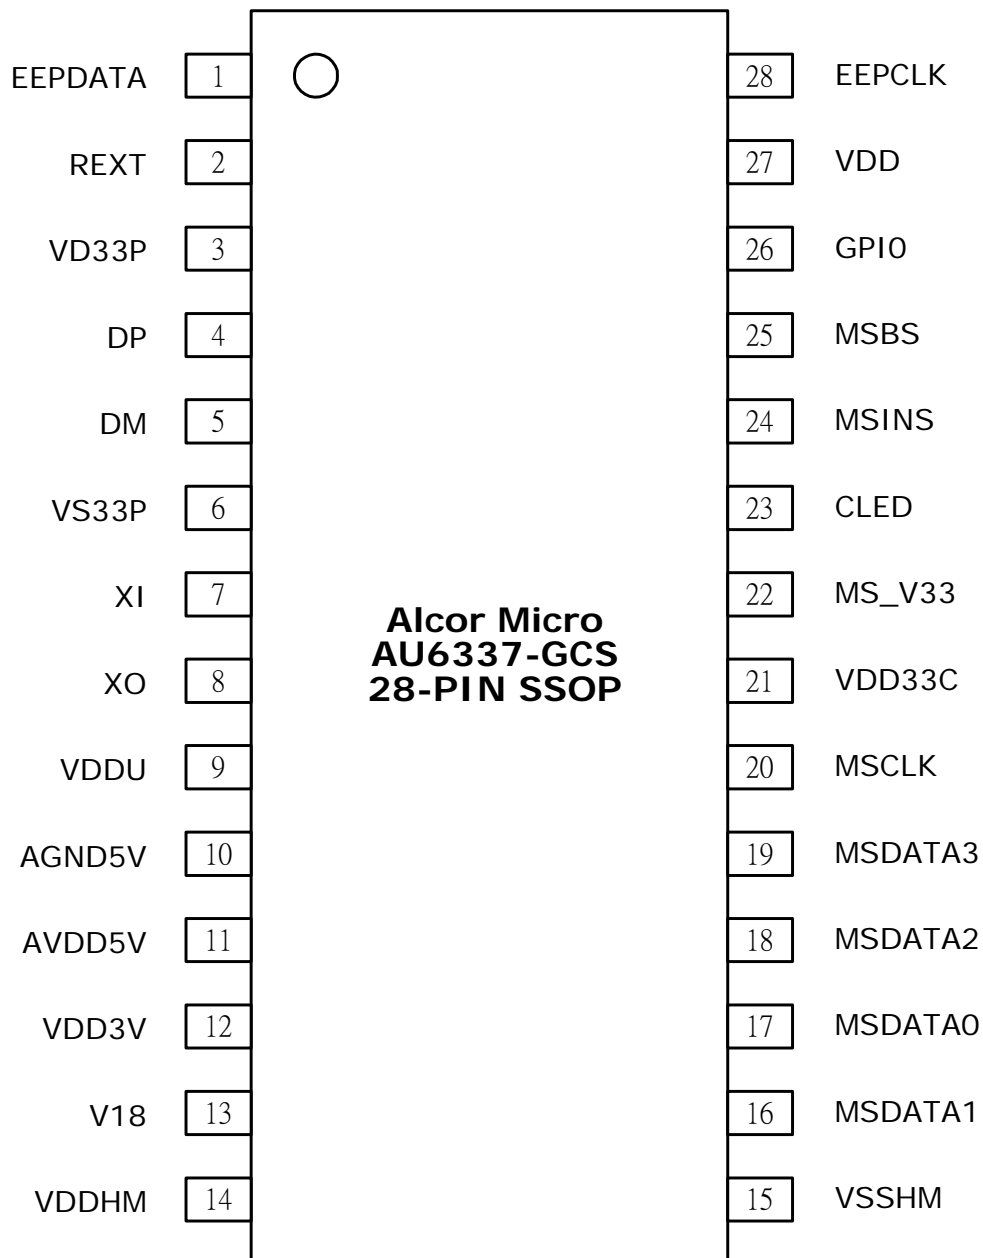 EEPDATA 1 28 EEPCLK
REXT 2 27 VDD
VD33P 3 26 GPI0
DP 4 25 MSBS
DM 5 24 MSINS
VS33P 6 23 CLED
XI 7 22 MS_V33
Alcor Micro
AU6337-GCS
28-PIN SSOP
XO 8 21 VDD33C
VDDU 9 20 MSCLK
AGND5V 10 19 MSDATA3
AVDD5V 11 18 MSDATA2
VDD3V 12 17 MSDATA0
V18 13 16 MSDATA1
VDDHM 14 15 VSSHM